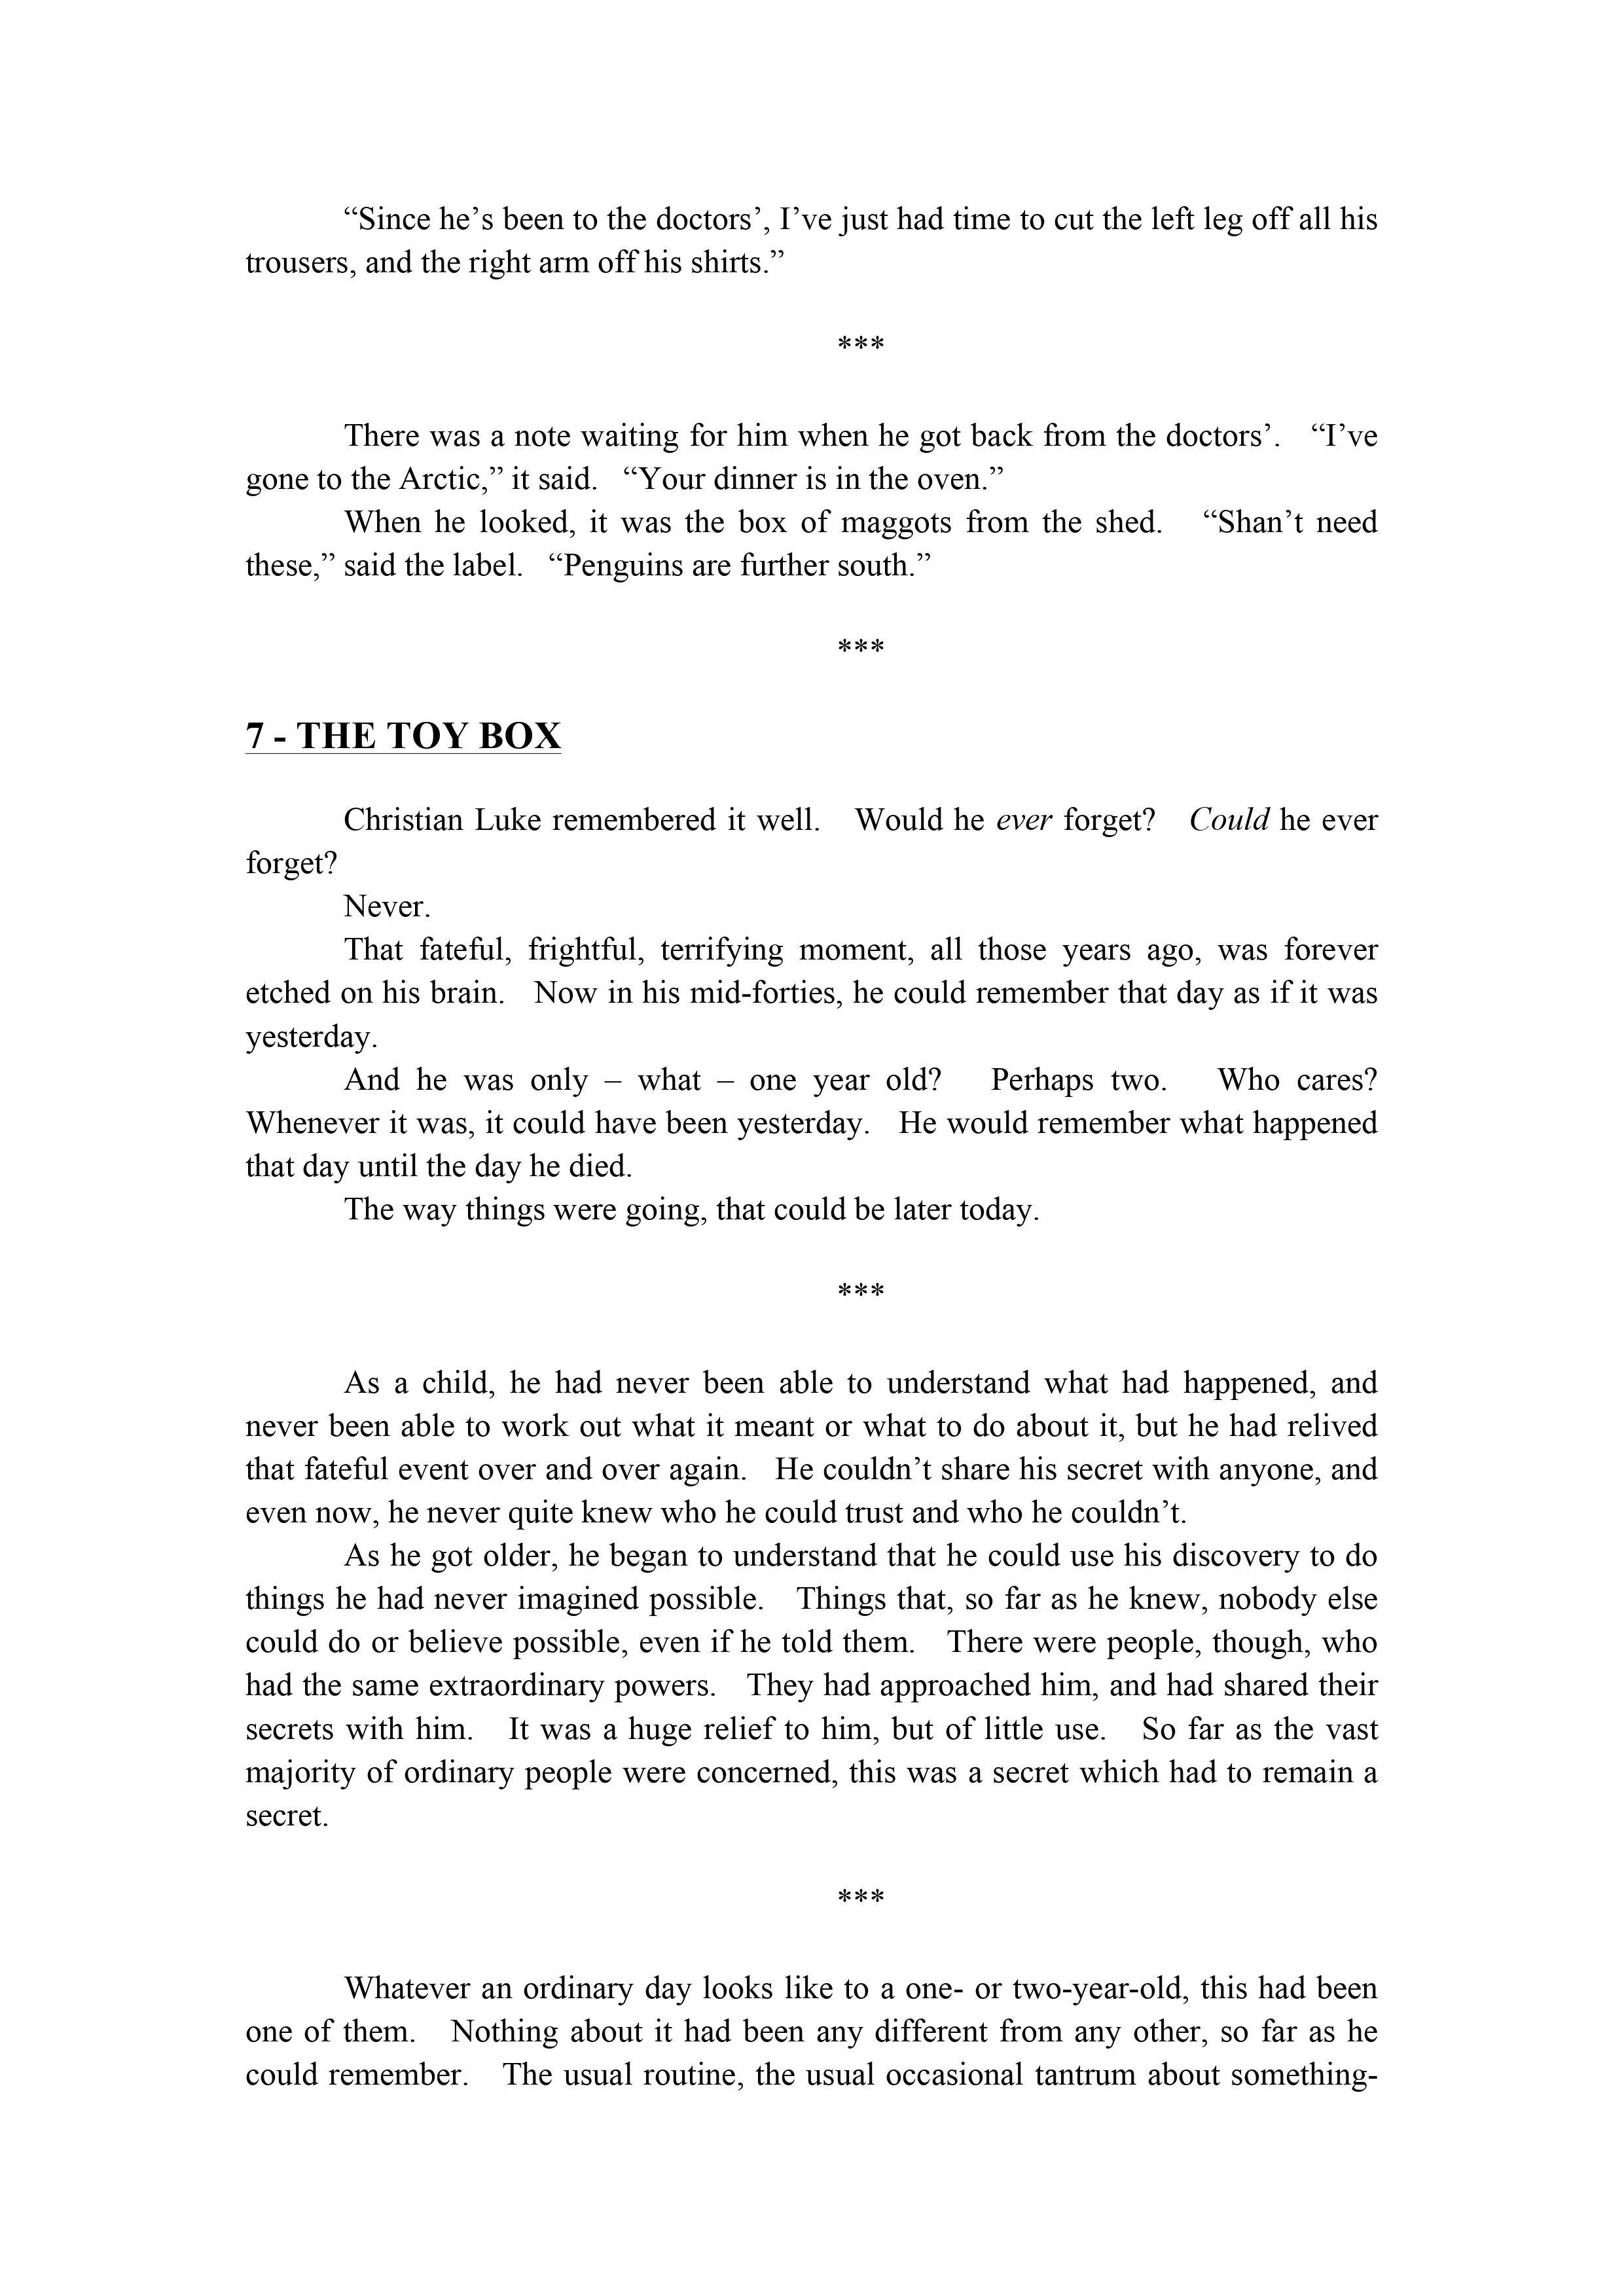 “Since he’s been to the doctors’, I’ve just had time to cut the left leg off all his
trousers, and the right arm off his shirts.”
***
There was a note waiting for him when he got back from the doctors’. “I’ve
gone to the Arctic,” it said. “Your dinner is in the oven.”
When he looked, it was the box of maggots from the shed. “Shan’t need
these,” said the label. “Penguins are further south.”
***
7 - THE TOY BOX
Christian Luke remembered it well. Would he ever forget? Could he ever
forget?
Never.
That fateful, frightful, terrifying moment, all those years ago, was forever
etched on his brain. Now in his mid-forties, he could remember that day as if it was
yesterday.
And he was only – what – one year old? Perhaps two. Who cares?
Whenever it was, it could have been yesterday. He would remember what happened
that day until the day he died.
The way things were going, that could be later today.
***
As a child, he had never been able to understand what had happened, and
never been able to work out what it meant or what to do about it, but he had relived
that fateful event over and over again. He couldn’t share his secret with anyone, and
even now, he never quite knew who he could trust and who he couldn’t.
As he got older, he began to understand that he could use his discovery to do
things he had never imagined possible. Things that, so far as he knew, nobody else
could do or believe possible, even if he told them. There were people, though, who
had the same extraordinary powers. They had approached him, and had shared their
secrets with him. It was a huge relief to him, but of little use. So far as the vast
majority of ordinary people were concerned, this was a secret which had to remain a
secret.
***
Whatever an ordinary day looks like to a one- or two-year-old, this had been
one of them. Nothing about it had been any different from any other, so far as he
could remember. The usual routine, the usual occasional tantrum about something-